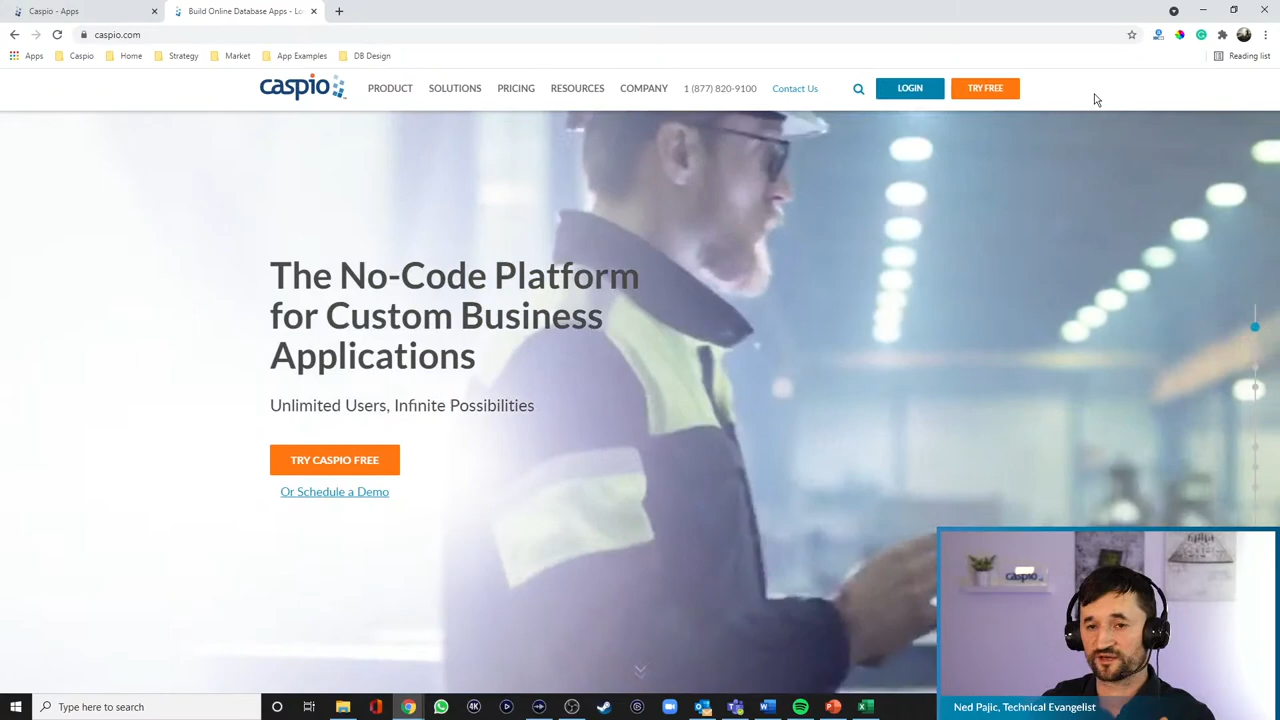 Caspio - Apps
Build Online Database Apps - Lo
caspio.com
Apps
Caspio
Home
Strategy
Market
App Examples
DB Design
Reading list
caspio
PRODUCT
SOLUTIONS
PRICING
RESOURCES
COMPANY
1 (877) 820-9100
Contact Us
LOGIN
TRY FREE
The No-Code Platform
for Custom Business
Applications
Unlimited Users, Infinite Possibilities
TRY CASPIO FREE
Or Schedule a Demo
caspio
Ned Pajic, Technical Evangelist
Type here to search